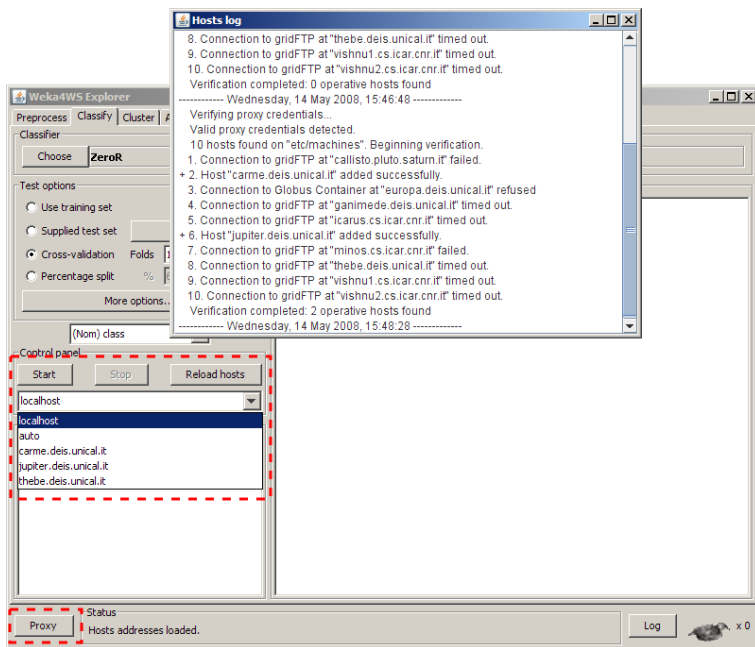 Hosts log
8. Connection to gridFTP at "thebe.deis.unical.it" timed out.
9. Connection to gridFTP at "vishnu1.cs.icar.cnr.it" timed out.
10. Connection to gridFTP at "vishnu2.cs.icar.cnr.it" timed out.
Verification completed: 0 operative hosts found
------------ Wednesday, 14 May 2008, 15:46:48 -------------
Verifying proxy credentials...
Valid proxy credentials detected.
10 hosts found on "etc/machines". Beginning verification.
1. Connection to gridFTP at "callisto.pluto.saturn.it" failed.
+ 2. Host "carme.deis.unical.it" added successfully.
3. Connection to Globus Container at "europa.deis.unical.it" refused
4. Connection to gridFTP at "ganimede.deis.unical.it" timed out.
5. Connection to gridFTP at "icarus.cs.icar.cnr.it" timed out.
+ 6. Host "jupiter.deis.unical.it" added successfully.
7. Connection to gridFTP at "minos.cs.icar.cnr.it" failed.
8. Connection to gridFTP at "thebe.deis.unical.it" timed out.
9. Connection to gridFTP at "vishnu1.cs.icar.cnr.it" timed out.
10. Connection to gridFTP at "vishnu2.cs.icar.cnr.it" timed out.
Verification completed: 2 operative hosts found
------------ Wednesday, 14 May 2008, 15:48:28 -------------
Weka4WS Explorer
Preprocess Classify Cluster
Classifier
Choose ZeroR
Test options
Use training set
Supplied test set
Cross-validation Folds 1
Percentage split %
More options..
(Nom) class
Control panel
Start Stop Reload hosts
localhost
localhost
auto
carme.deis.unical.it
jupiter.deis.unical.it
thebe.deis.unical.it
Proxy
Status
Hosts addresses loaded.
Log
x 0